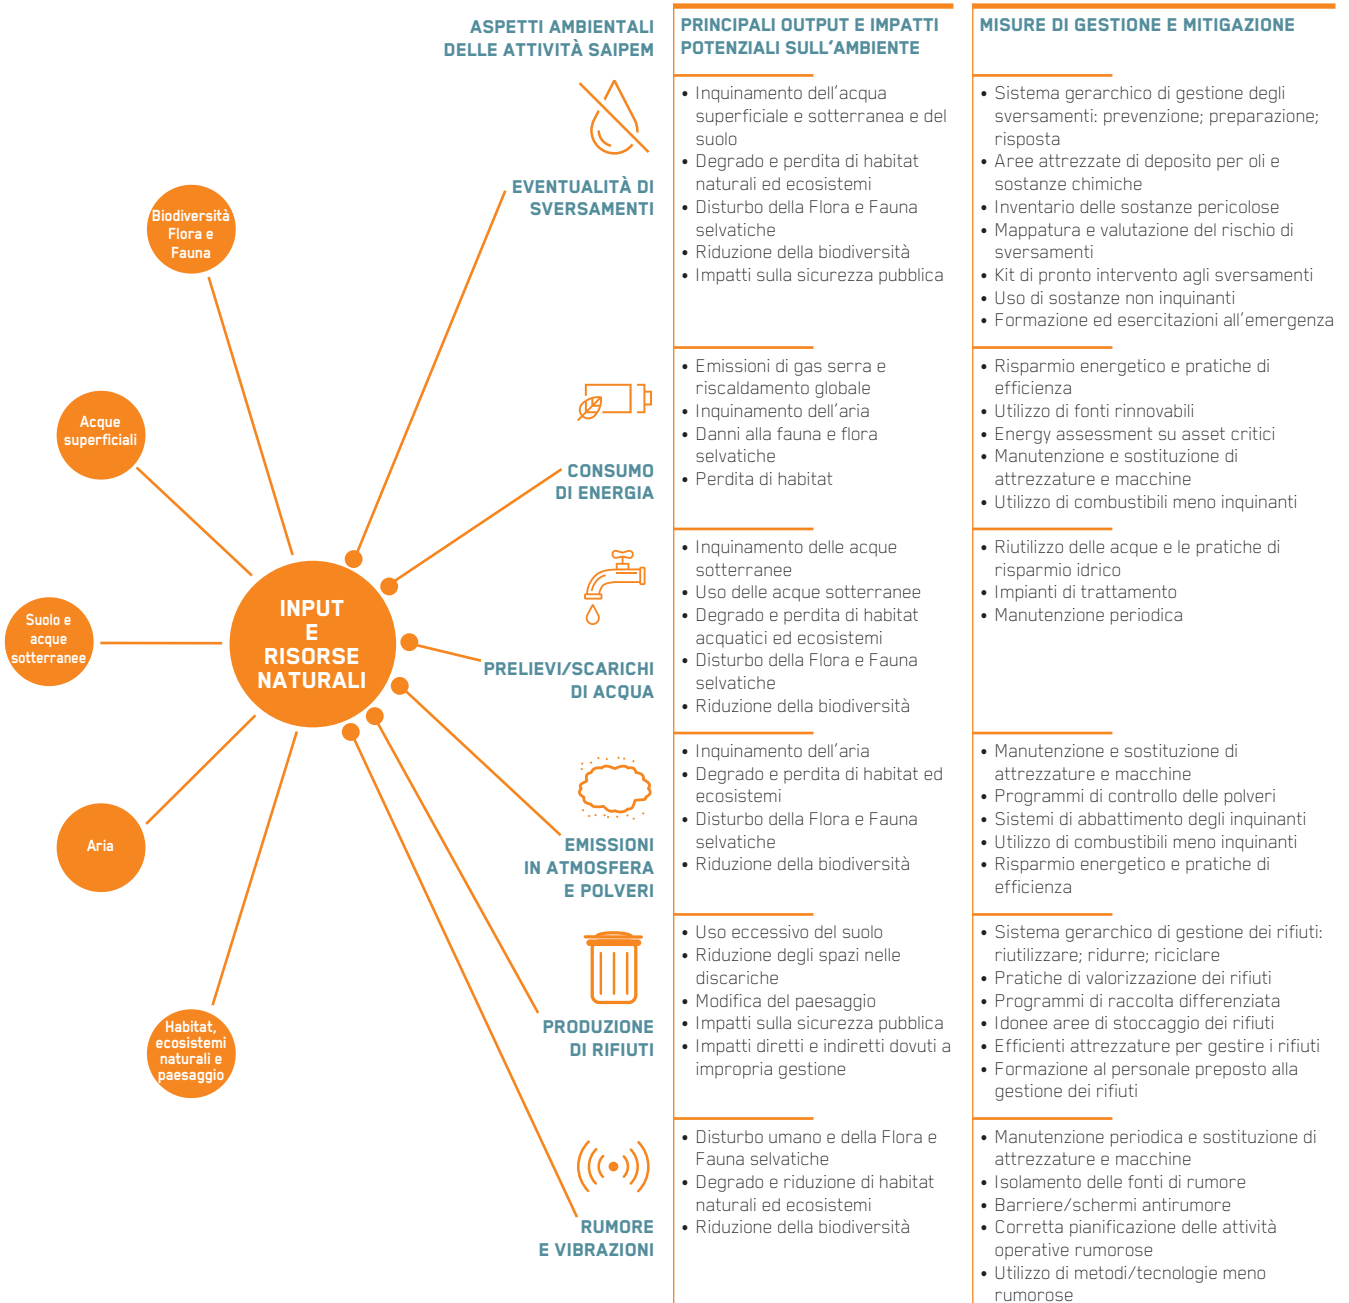 ASPETTI AMBIENTALI
DELLE ATTIVITÀ SAIPEM
PRINCIPALI OUTPUT E IMPATTI
POTENZIALI SULL'AMBIENTE
MISURE DI GESTIONE E MITIGAZIONE
Biodiversità
Flora e
Fauna
Acque
superficiali
Suolo e
acque
sotterranee
Aria
Habitat,
ecosistemi
naturali e
paesaggio
INPUT
E
RISORSE
NATURALI
EVENTUALITÀ DI
SVERSAMENTI
• Inquinamento dell'acqua
superficiale e sotterranea e del
suolo
• Degrado e perdita di habitat
naturali ed ecosistemi
• Disturbo della Flora e Fauna
selvatiche
• Riduzione della biodiversità
• Impatti sulla sicurezza pubblica
• Sistema gerarchico di gestione degli
sversamenti: prevenzione; preparazione;
risposta
• Aree attrezzate di deposito per oli e
sostanze chimiche
• Inventario delle sostanze pericolose
• Mappatura e valutazione del rischio di
sversamenti
• Kit di pronto intervento agli sversamenti
• Uso di sostanze non inquinanti
• Formazione ed esercitazioni all'emergenza
CONSUMO
DI ENERGIA
• Emissioni di gas serra e
riscaldamento globale
• Inquinamento dell'aria
• Danni alla fauna e flora
selvatiche
• Perdita di habitat
• Risparmio energetico e pratiche di
efficienza
• Utilizzo di fonti rinnovabili
• Energy assessment su asset critici
• Manutenzione e sostituzione di
attrezzature e macchine
• Utilizzo di combustibili meno inquinanti
PRELIEVI/SCARICHI
DI ACQUA
• Inquinamento delle acque
sotterranee
• Uso delle acque sotterranee
• Degrado e perdita di habitat
acquatici ed ecosistemi
• Disturbo della Flora e Fauna
selvatiche
• Riduzione della biodiversità
• Riutilizzo delle acque e le pratiche di
risparmio idrico
• Impianti di trattamento
• Manutenzione periodica
EMISSIONI
IN ATMOSFERA
E POLVERI
• Inquinamento dell'aria
• Degrado e perdita di habitat ed
ecosistemi
• Disturbo della Flora e Fauna
selvatiche
• Riduzione della biodiversità
• Manutenzione e sostituzione di
attrezzature e macchine
• Programmi di controllo delle polveri
• Sistemi di abbattimento degli inquinanti
• Utilizzo di combustibili meno inquinanti
• Risparmio energetico e pratiche di
efficienza
PRODUZIONE
DI RIFIUTI
• Uso eccessivo del suolo
• Riduzione degli spazi nelle
discariche
• Modifica del paesaggio
• Impatti sulla sicurezza pubblica
• Impatti diretti e indiretti dovuti a
impropria gestione
• Sistema gerarchico di gestione dei rifiuti:
riutilizzare; ridurre; riciclare
• Pratiche di valorizzazione dei rifiuti
• Programmi di raccolta differenziata
• Idonee aree di stoccaggio dei rifiuti
• Efficienti attrezzature per gestire i rifiuti
• Formazione al personale preposto alla
gestione dei rifiuti
RUMORE
E VIBRAZIONI
• Disturbo umano e della Flora e
Fauna selvatiche
• Degrado e riduzione di habitat
naturali ed ecosistemi
• Riduzione della biodiversità
• Manutenzione periodica e sostituzione di
attrezzature e macchine
• Isolamento delle fonti di rumore
• Barriere/schermi antirumore
• Corretta pianificazione delle attività
operative rumorose
• Utilizzo di metodi/tecnologie meno
rumorose